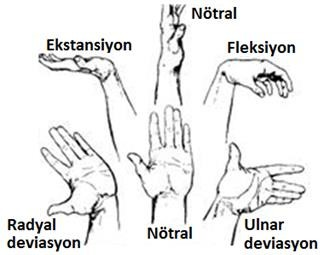 Nötral
Ekstansiyon
Fleksiyon
Radyal
deviasyon
Nötral
Ulnar
deviasyon